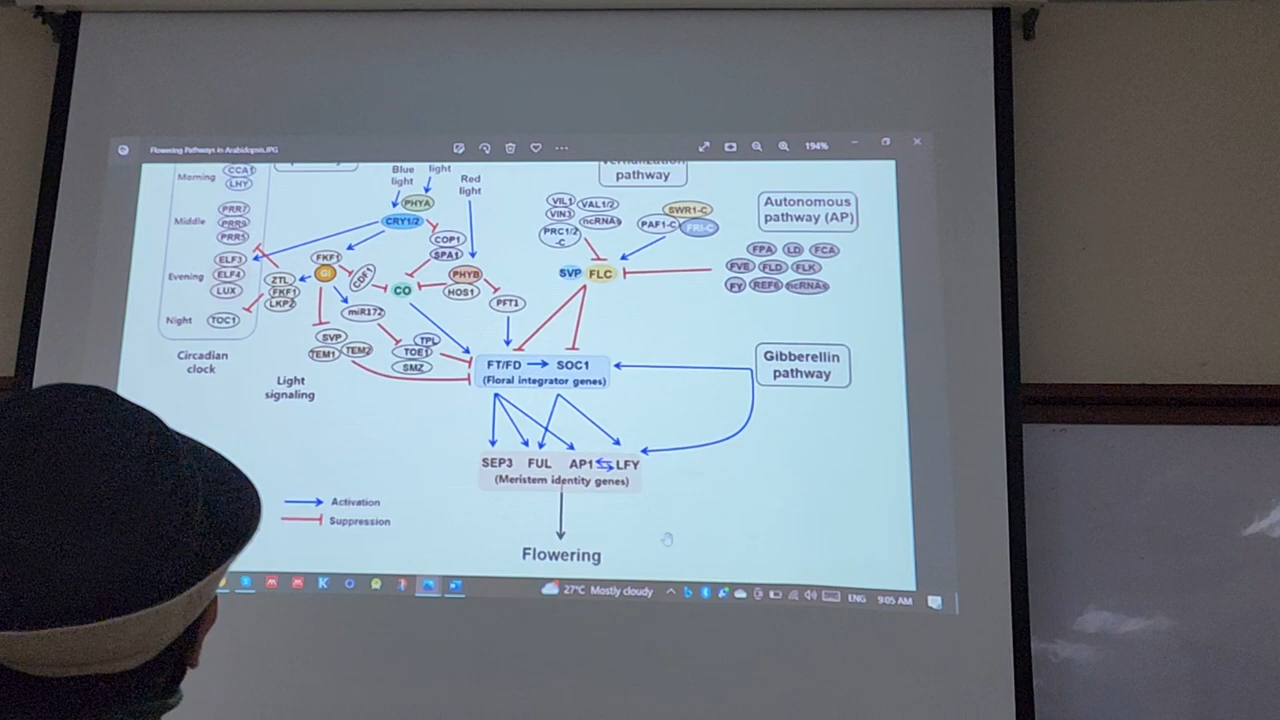 Flowering Pathways in Arabidopsis.JPG
194%
Morning
CCA1
LHY
Middle
PRR7
PRR9
PRR5
Evening
ELF3
ELF4
LUX
Night
TOC1
Circadian
clock
Blue
light
light
Red
light
PHYA
CRY1/2
COP1
SPA1
FKF1
GI
CDF1
ZTL
FKF1
LKP2
CO
PHYB
HOS1
PFT1
miR172
SVP
TEM1
TEM2
TPL
TOE1
SMZ
Light
signaling
Vernalization
pathway
VIL1
VAL1/2
VIN3
ncRNAs
PRC1/2
-C
SWR1-C
PAF1-C
FRI-C
SVP
FLC
Autonomous
pathway (AP)
FPA
LD
FCA
FVE
FLD
FLK
FY
REF6
ncRNAs
FT/FD
SOC1
(Floral integrator genes)
Gibberellin
pathway
SEP3
FUL
AP1
LFY
(Meristem identity genes)
Activation
Suppression
Flowering
27°C Mostly cloudy
ENG
9:05 AM